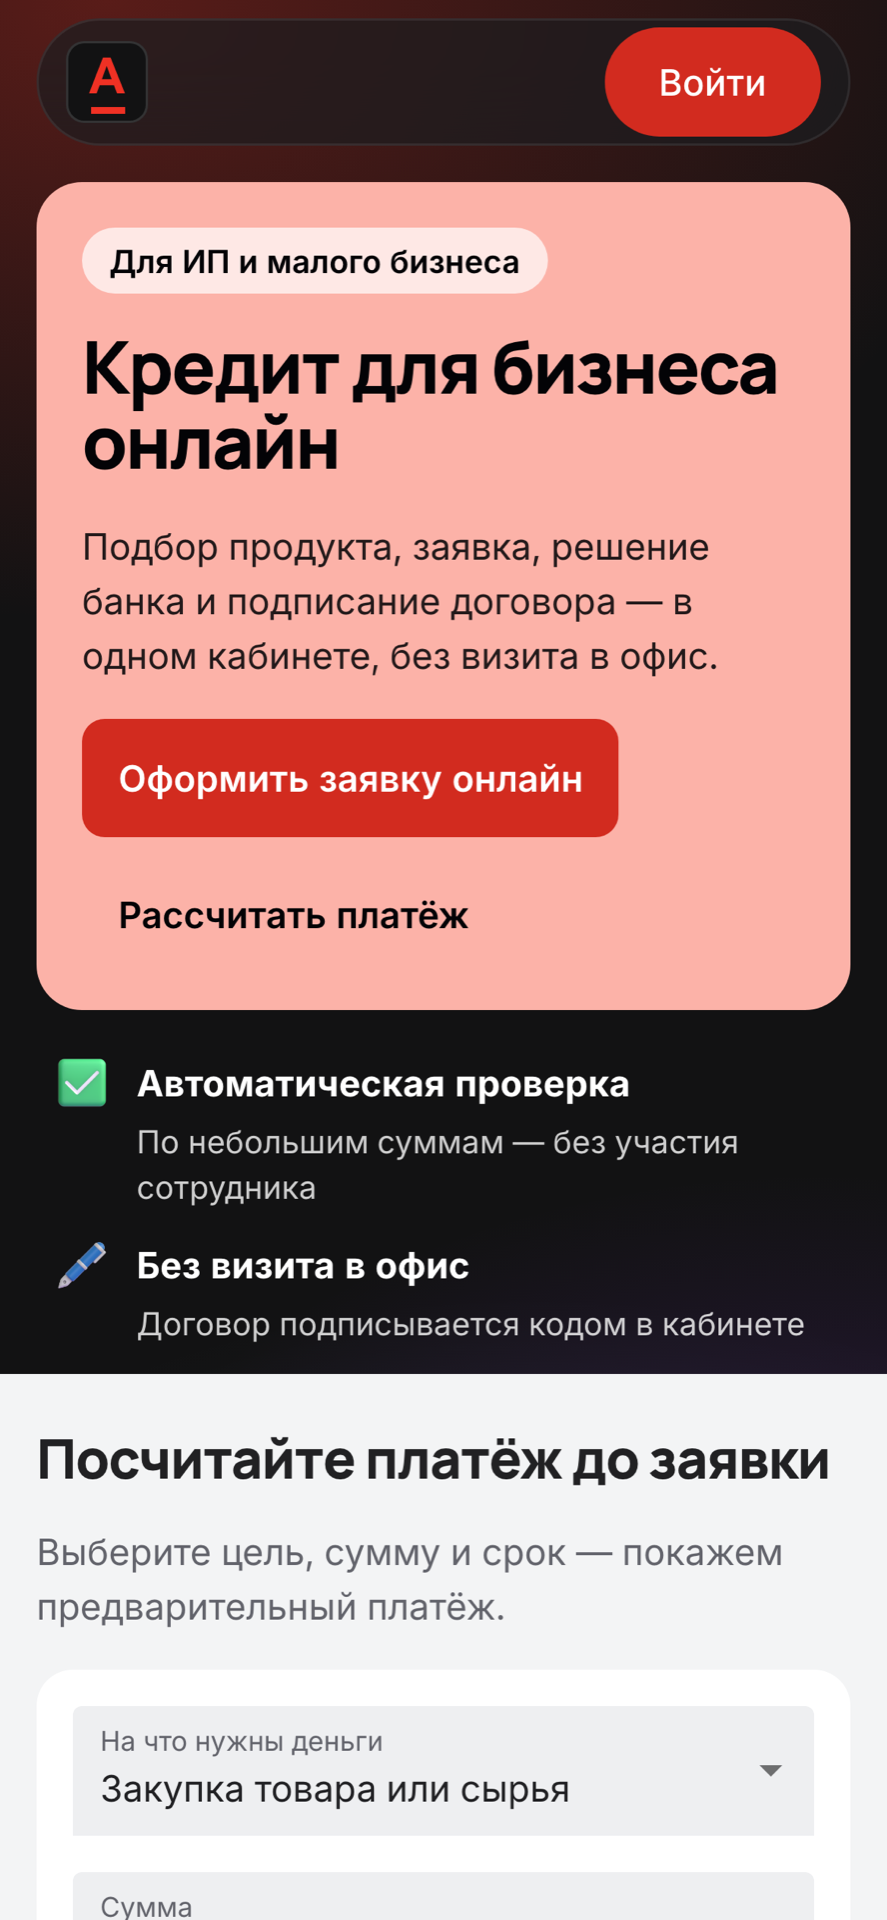 А
Войти
Для ИП и малого бизнеса
Кредит для бизнеса
онлайн
Подбор продукта, заявка, решение
банка и подписание договора — в
одном кабинете, без визита в офис.
Оформить заявку онлайн
Рассчитать платёж
Автоматическая проверка
По небольшим суммам — без участия
сотрудника
Без визита в офис
Договор подписывается кодом в кабинете
Посчитайте платёж до заявки
Выберите цель, сумму и срок — покажем
предварительный платёж.
На что нужны деньги
Закупка товара или сырья
Сумма